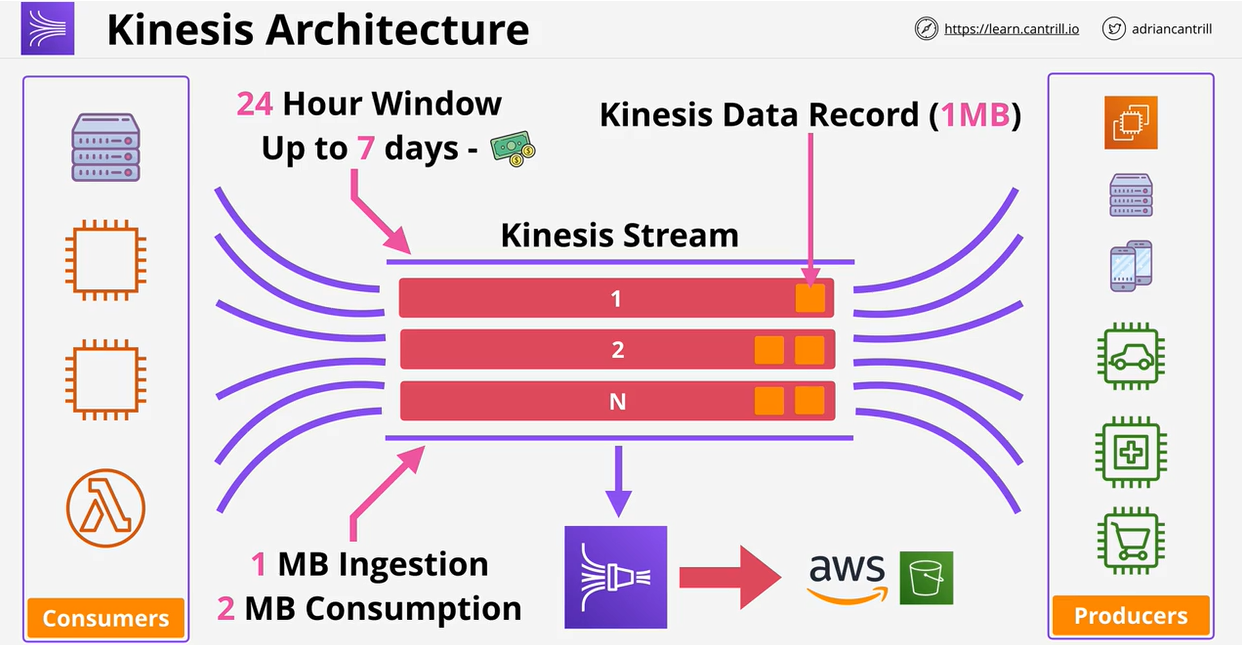 Kinesis Architecture
https://learn.cantrill.io
adriancantrill
24 Hour Window
Up to 7 days -
Kinesis Data Record (1MB)
Kinesis Stream
1
2
N
1 MB Ingestion
2 MB Consumption
aws
Consumers
Producers